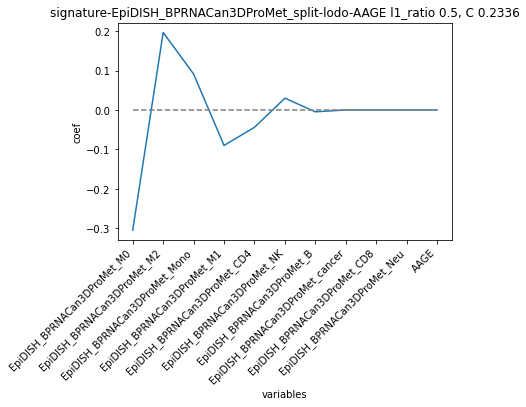 signature-EpiDISH_BPRNACan3DProMet_split-lodo-AAGE l1_ratio 0.5, C 0.2336
0.2
0.1
0.0
−0.1
−0.2
−0.3
coef
EpiDISH_BPRNACan3DProMet_M0
EpiDISH_BPRNACan3DProMet_M2
EpiDISH_BPRNACan3DProMet_Mono
EpiDISH_BPRNACan3DProMet_M1
EpiDISH_BPRNACan3DProMet_CD4
EpiDISH_BPRNACan3DProMet_NK
EpiDISH_BPRNACan3DProMet_B
EpiDISH_BPRNACan3DProMet_cancer
EpiDISH_BPRNACan3DProMet_CD8
EpiDISH_BPRNACan3DProMet_Neu
AAGE
variables